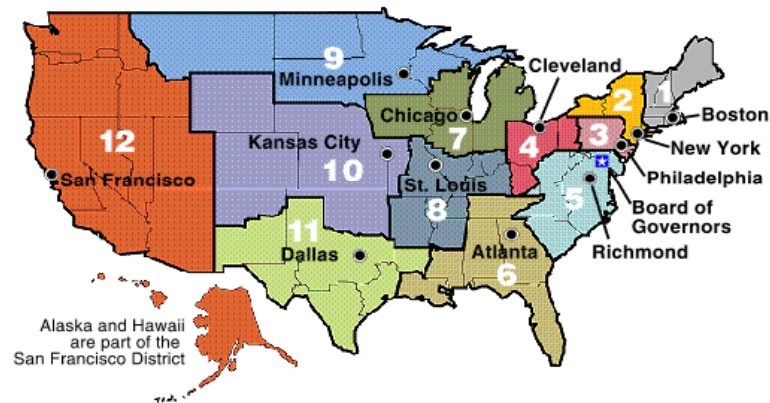 9
Minneapolis
Cleveland
2
1
Chicago
7
Boston
12
Kansas City
4
3
New York
10
San Francisco
St. Louis
Philadelphia
8
5
Board of
Governors
11
Dallas
Atlanta
6
Richmond
Alaska and Hawaii
are part of the
San Francisco District